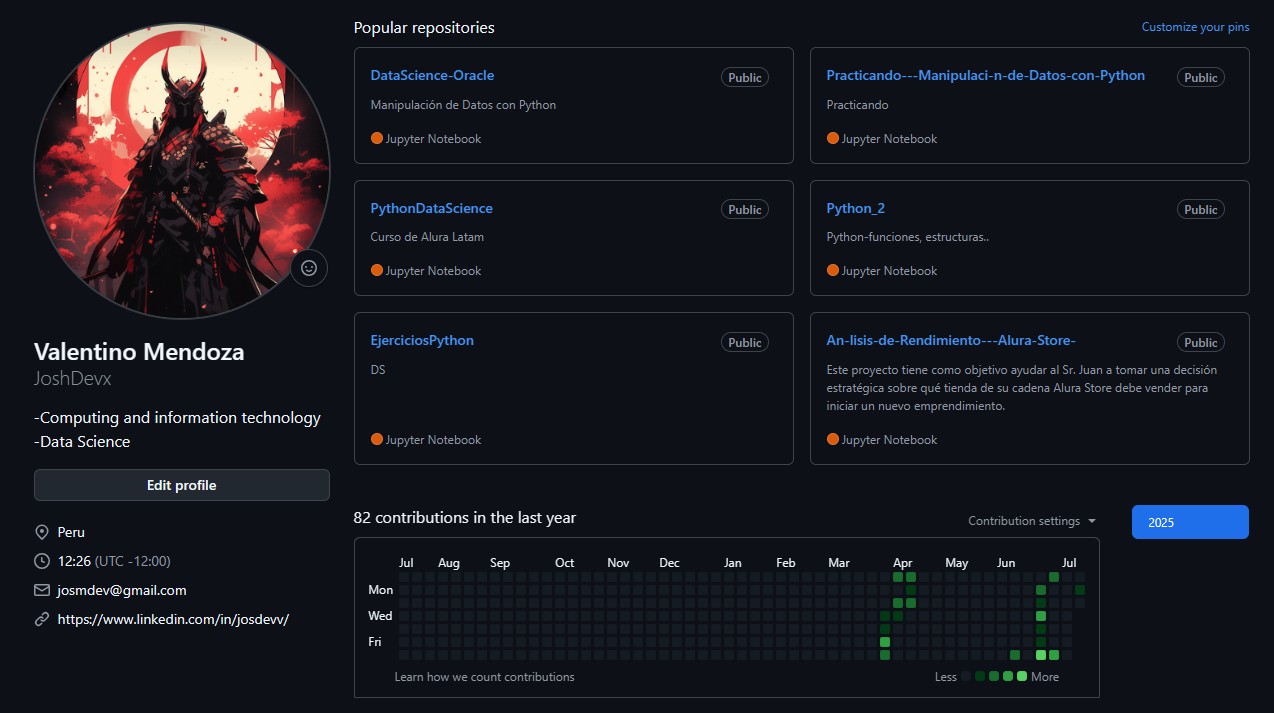 Valentino Mendoza
JoshDevx
-Computing and information technology
-Data Science
Edit profile
Peru
12:26 (UTC -12:00)
josmdev@gmail.com
https://www.linkedin.com/in/josdevv/
Popular repositories
Customize your pins
DataScience-Oracle
Public
Manipulación de Datos con Python
Jupyter Notebook
Practicando---Manipulaci-n-de-Datos-con-Python
Public
Practicando
Jupyter Notebook
PythonDataScience
Public
Curso de Alura Latam
Jupyter Notebook
Python_2
Public
Python-funciones, estructuras..
Jupyter Notebook
EjerciciosPython
Public
DS
Jupyter Notebook
An-lisis-de-Rendimiento---Alura-Store-
Public
Este proyecto tiene como objetivo ayudar al Sr. Juan a tomar una decisión
estratégica sobre qué tienda de su cadena Alura Store debe vender para
iniciar un nuevo emprendimiento.
Jupyter Notebook
82 contributions in the last year
Contribution settings
2025
Jul Aug Sep Oct Nov Dec Jan Feb Mar Apr May Jun Jul
Mon
Wed
Fri
Learn how we count contributions
Less More